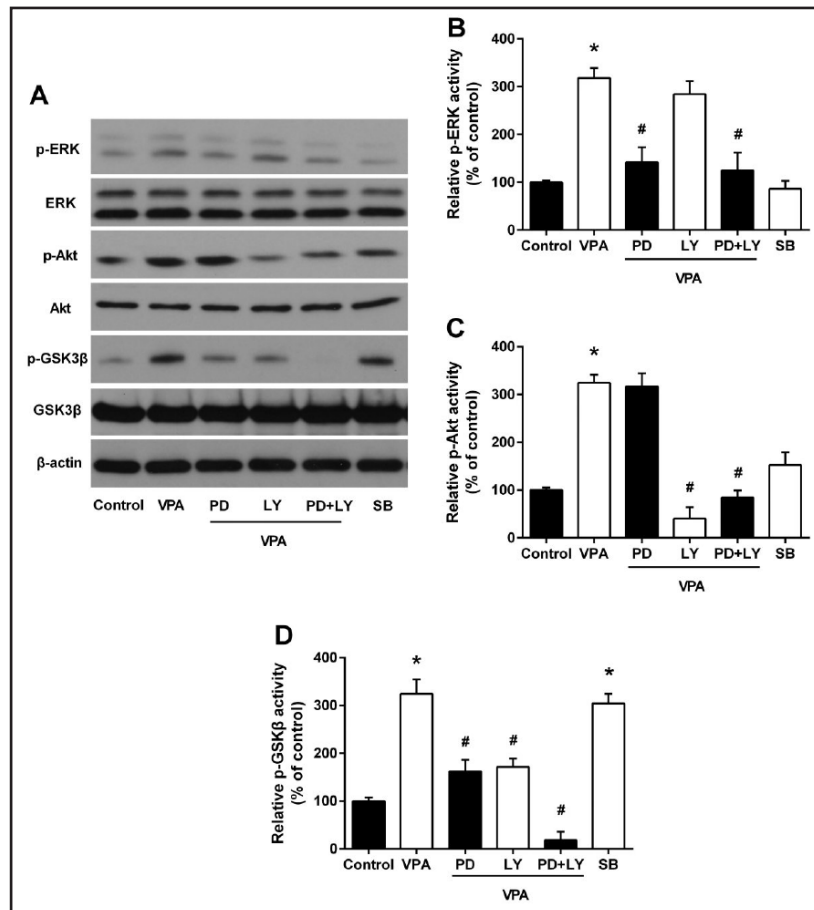 A
p-ERK
ERK
p-Akt
Akt
p-GSK3β
GSK3β
β-actin
Control VPA PD LY PD+LY SB
VPA
B
Relative p-ERK activity
(% of control)
400
300
200
100
0
*
#
#
Control VPA PD LY PD+LY SB
VPA
C
Relative p-Akt activity
(% of control)
400
300
200
100
0
*
#
#
Control VPA PD LY PD+LY SB
VPA
D
Relative p-GSKβ activity
(% of control)
400
300
200
100
0
*
#
#
#
*
Control VPA PD LY PD+LY SB
VPA